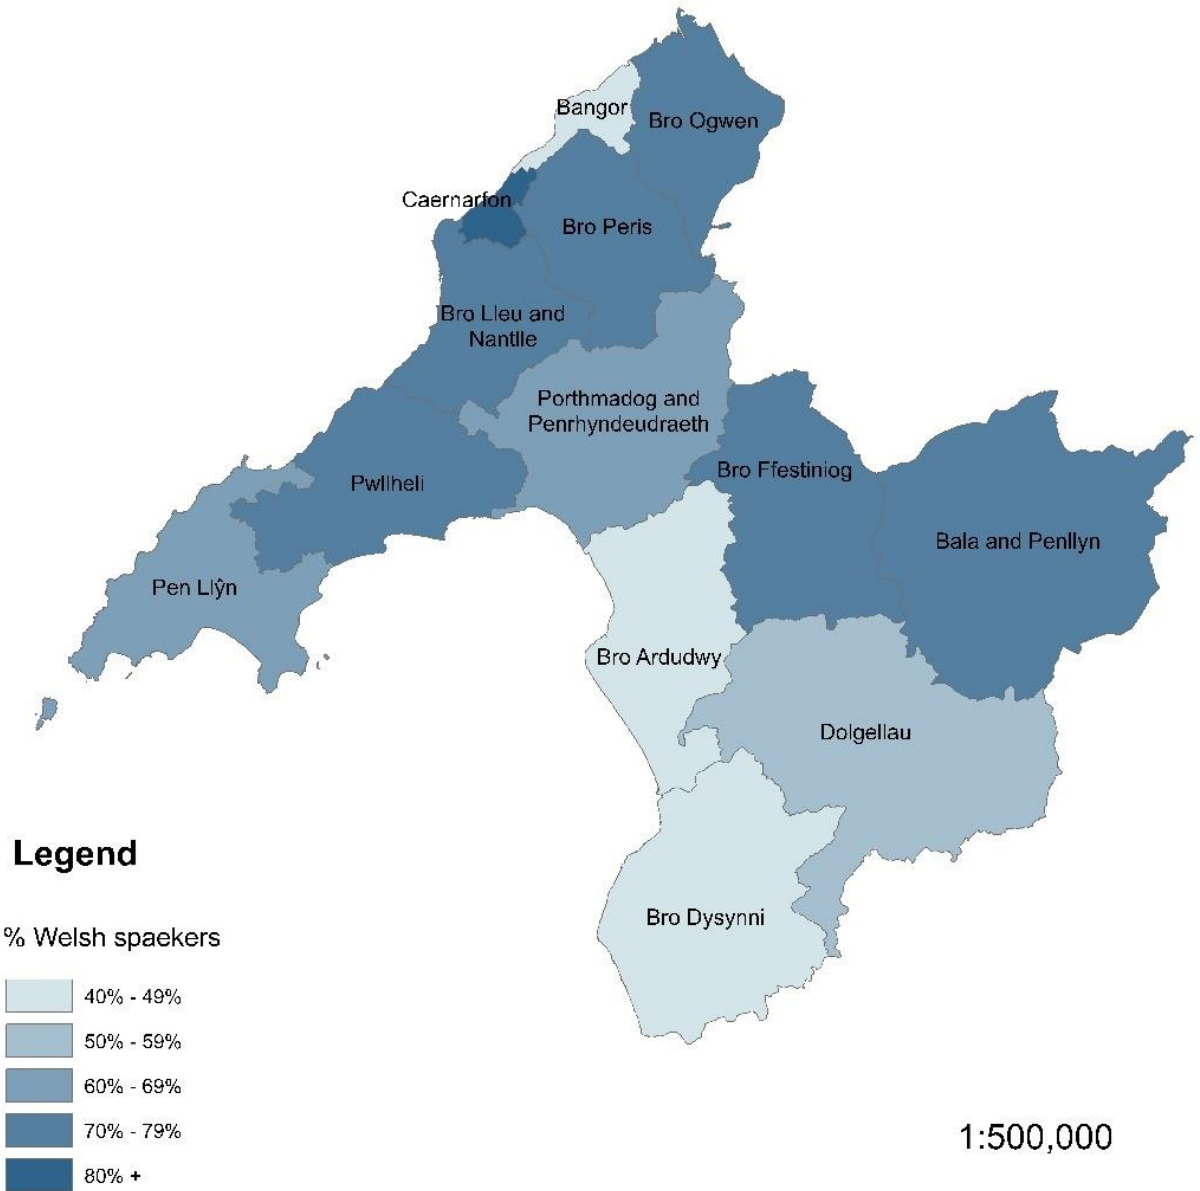 Bangor
Bro Ogwen
Caernarfon
Bro Peris
Bro Lleu and
Nantlle
Porthmadog and
Penrhyndeudraeth
Bro Ffestiniog
Pwllheli
Bala and Penllyn
Pen Llŷn
Bro Ardudwy
Dolgellau
Bro Dysynni
Legend
% Welsh spaekers
40% - 49%
50% - 59%
60% - 69%
70% - 79%
80% +
1:500,000